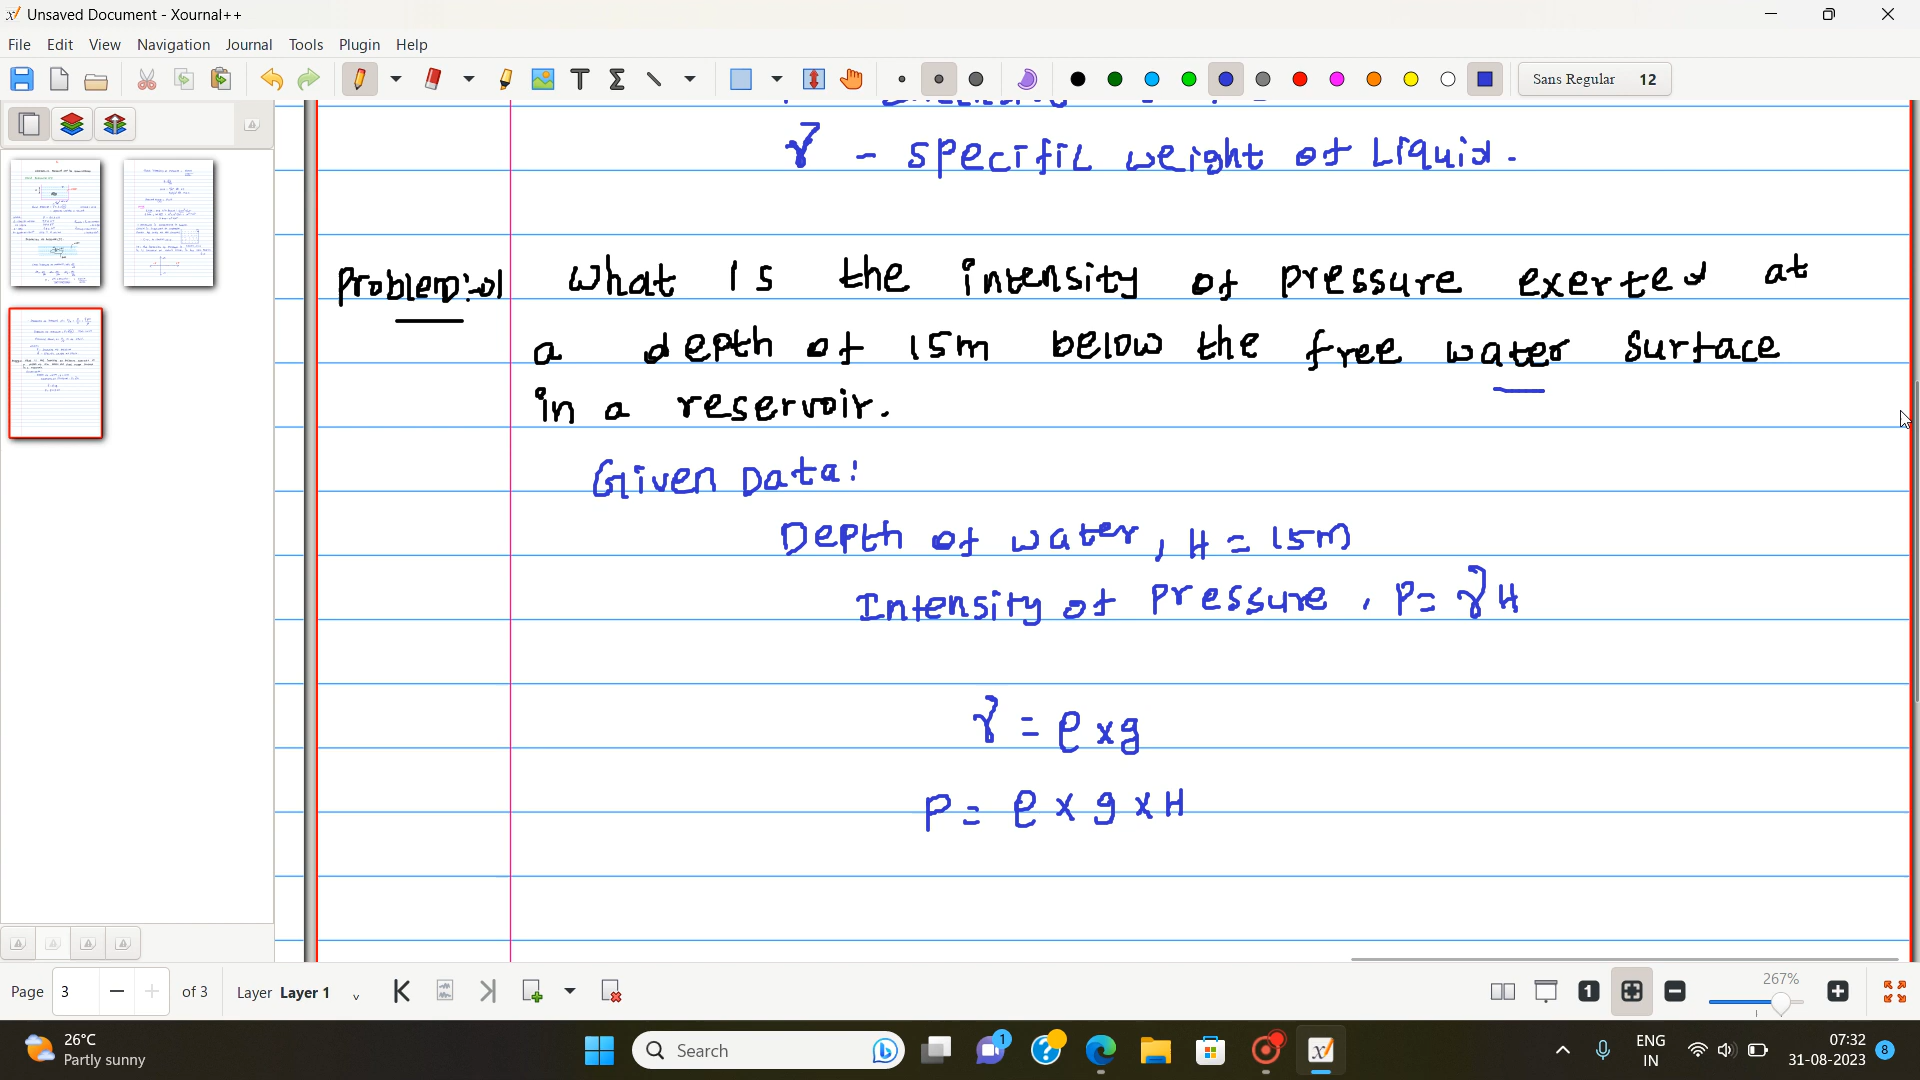 Unsaved Document - Xournal++
File Edit View Navigation Journal Tools Plugin Help
Sans Regular 12
γ - specific weight of Liquid.
Problem:01 What is the intensity of pressure exerted at
a depth of 15m below the free water surface
in a reservoir.
Given Data:
Depth of water, H = 15m
Intensity of pressure, P = γH
γ = ρ x g
P = ρ x g x H
Page 3 of 3 Layer Layer 1
267%
26°C
Partly sunny
Search
1
ENG
IN
07:32
31-08-2023
8